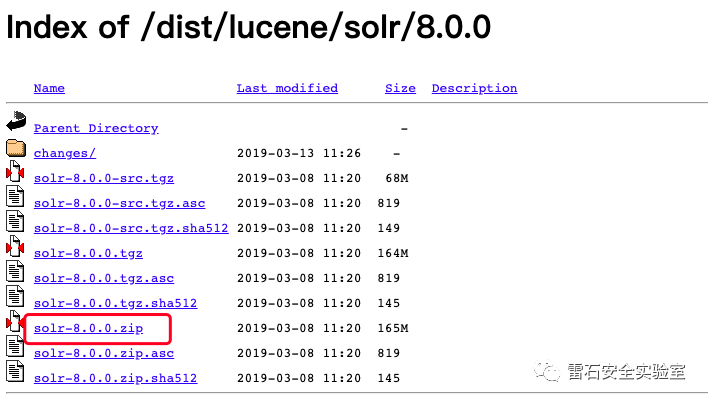 Index of /dist/lucene/solr/8.0.0
Name Last modified Size Description
Parent Directory -
changes/ 2019-03-13 11:26 -
solr-8.0.0-src.tgz 2019-03-08 11:20 68M
solr-8.0.0-src.tgz.asc 2019-03-08 11:20 819
solr-8.0.0-src.tgz.sha512 2019-03-08 11:20 149
solr-8.0.0.tgz 2019-03-08 11:20 164M
solr-8.0.0.tgz.asc 2019-03-08 11:20 819
solr-8.0.0.tgz.sha512 2019-03-08 11:20 145
solr-8.0.0.zip 2019-03-08 11:20 165M
solr-8.0.0.zip.asc 2019-03-08 11:20 819
solr-8.0.0.zip.sha512 2019-03-08 11:20 145
雷石安全实验室